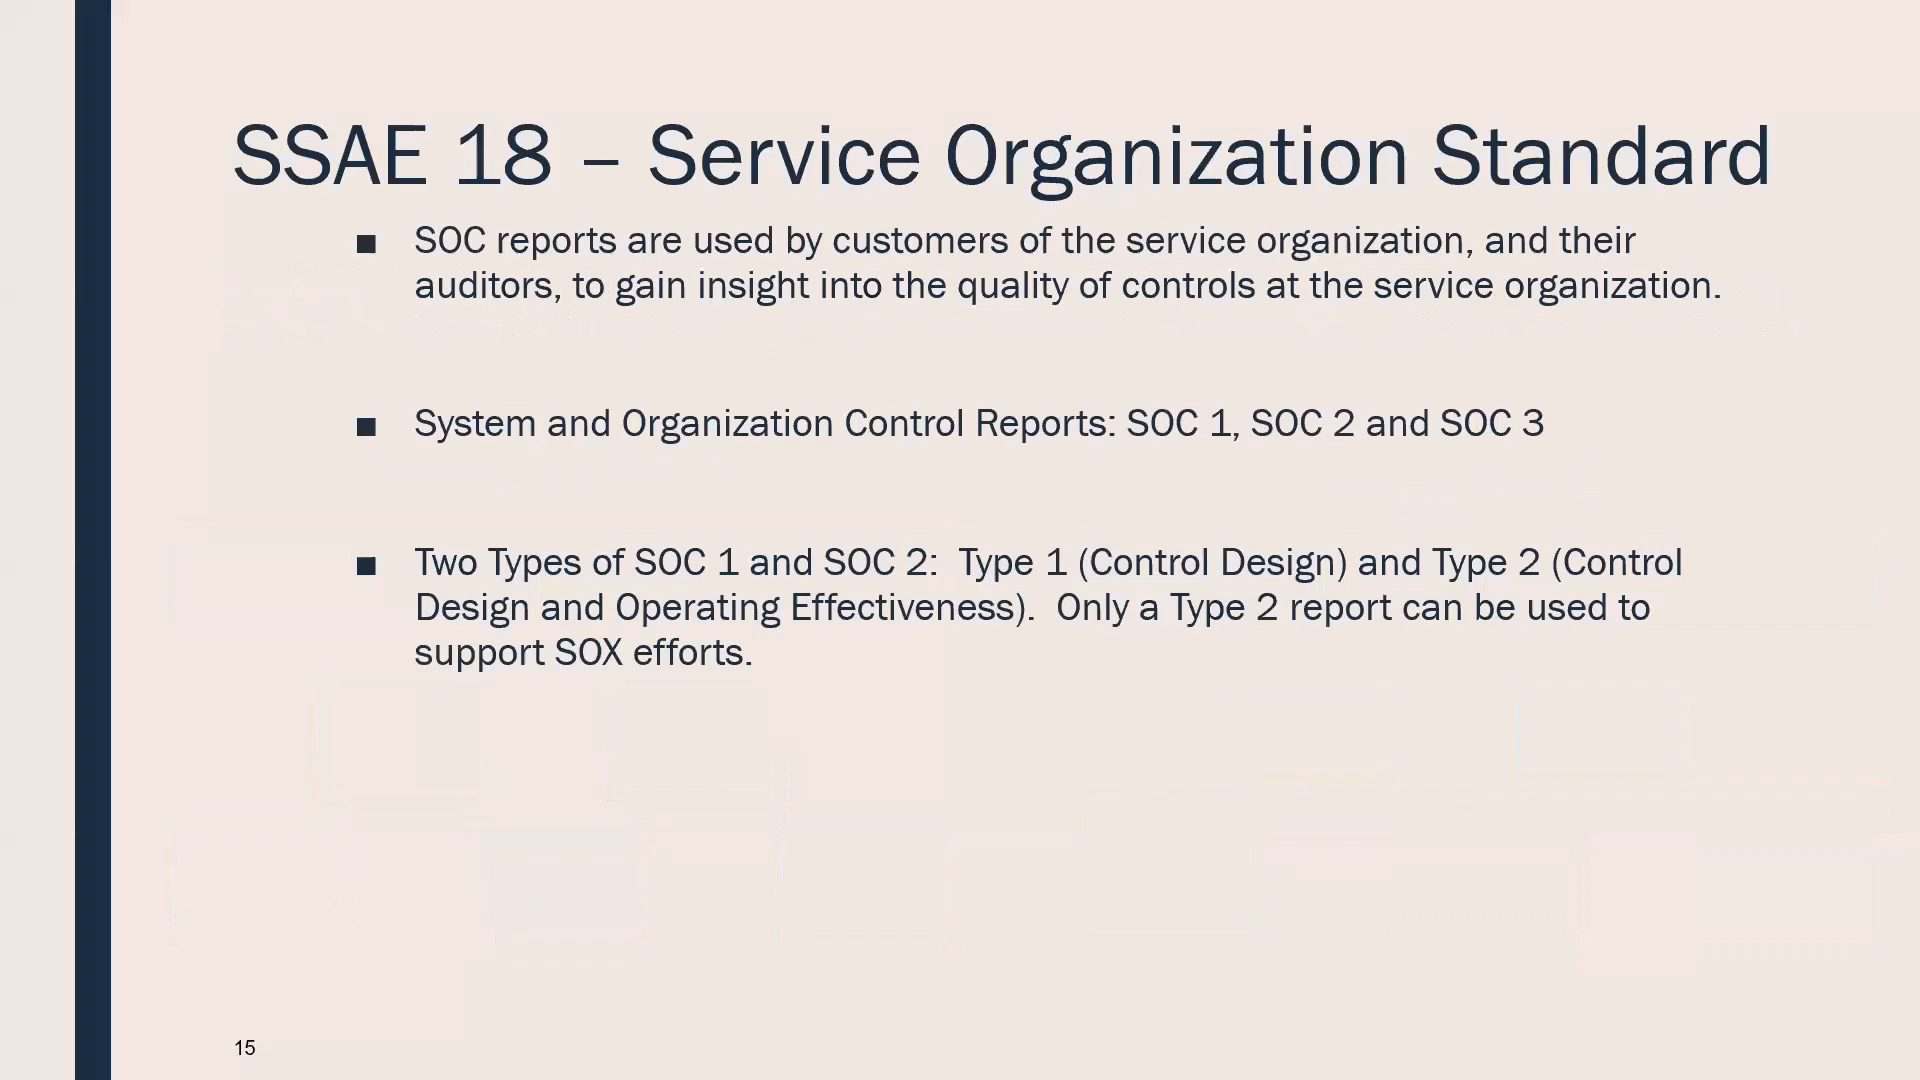 SSAE 18 – Service Organization Standard
■ SOC reports are used by customers of the service organization, and their
auditors, to gain insight into the quality of controls at the service organization.
■ System and Organization Control Reports: SOC 1, SOC 2 and SOC 3
■ Two Types of SOC 1 and SOC 2:  Type 1 (Control Design) and Type 2 (Control
Design and Operating Effectiveness).  Only a Type 2 report can be used to
support SOX efforts.
15